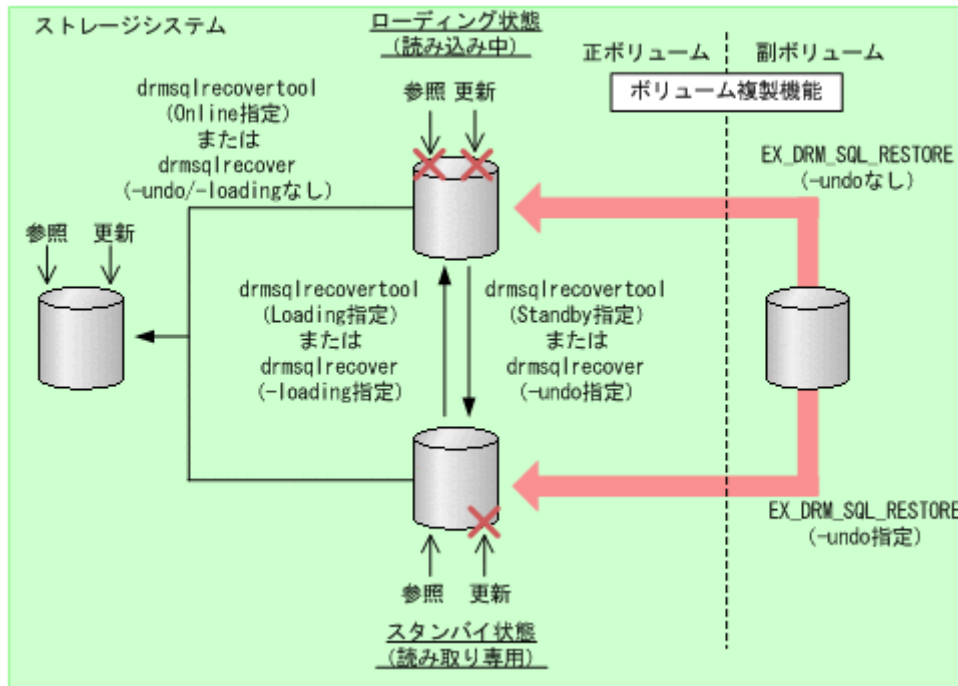 ストレージシステム
ローディング状態
(読み込み中)
正ボリューム
副ボリューム
ボリューム複製機能
drmsqlrecovertool
(Online指定)
または
drmsqlrecover
(-undo/-loadingなし)
参照 更新
EX_DRM_SQL_RESTORE
(-undoなし)
参照 更新
drmsqlrecovertool
(Loading指定)
または
drmsqlrecover
(-loading指定)
drmsqlrecovertool
(Standby指定)
または
drmsqlrecover
(-undo指定)
EX_DRM_SQL_RESTORE
(-undo指定)
参照 更新
スタンバイ状態
(読み取り専用)